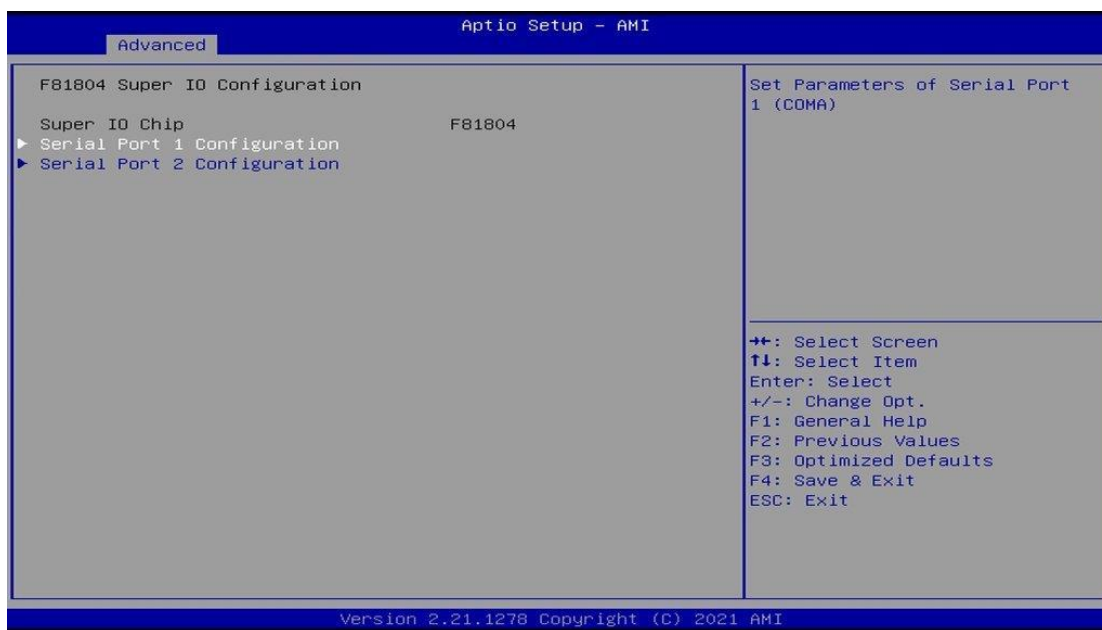 Aptio Setup – AMI
Advanced
F81804 Super IO Configuration
Super IO Chip F81804
▶ Serial Port 1 Configuration
▶ Serial Port 2 Configuration
Set Parameters of Serial Port
1 (COMA)
→←: Select Screen
↑↓: Select Item
Enter: Select
+/-: Change Opt.
F1: General Help
F2: Previous Values
F3: Optimized Defaults
F4: Save & Exit
ESC: Exit
Version 2.21.1278 Copyright (C) 2021 AMI